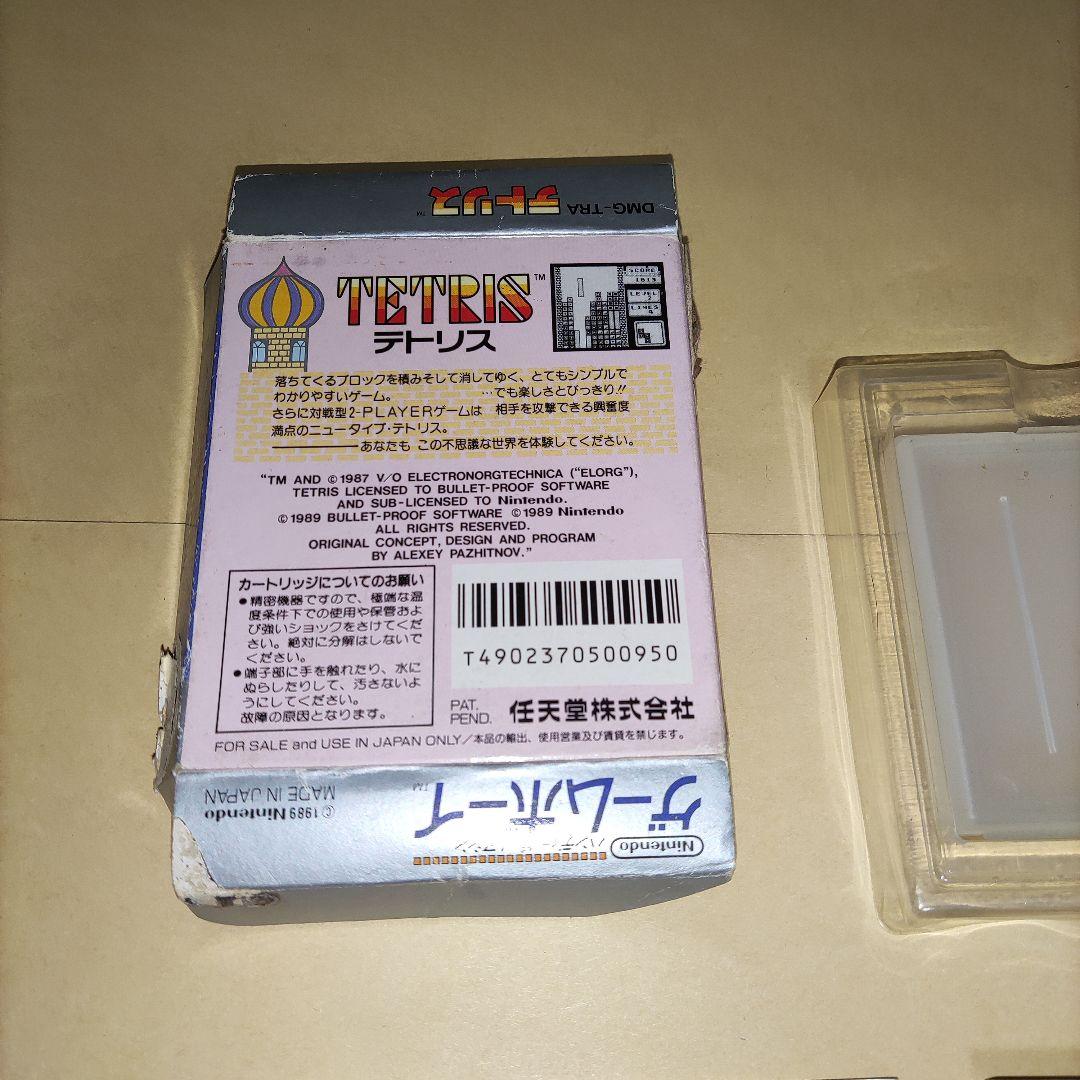 DMG-TRA テトリス™
TETRIS™
テトリス
SCORE
1813
LEVEL
LINES
4
落ちてくるブロックを積みそして消してゆく、とてもシンプルで
わかりやすいゲーム。 …でも楽しさとびっきり!!
さらに対戦型2-PLAYERゲームは 相手を攻撃できる興奮度
満点のニュータイプ・テトリス。
————あなたも この不思議な世界を体験してください。
“TM AND ©1987 V/O ELECTRONORGTECHNICA (“ELORG”),
TETRIS LICENSED TO BULLET-PROOF SOFTWARE
AND SUB-LICENSED TO Nintendo.
©1989 BULLET-PROOF SOFTWARE ©1989 Nintendo
ALL RIGHTS RESERVED.
ORIGINAL CONCEPT, DESIGN AND PROGRAM
BY ALEXEY PAZHITNOV.”
カートリッジについてのお願い
●精密機器ですので、極端な温
度条件下での使用や保管およ
び強いショックをさけてくだ
さい。絶対に分解はしないで
ください。
●端子部に手を触れたり、水に
ぬらしたりして、汚さないよ
うにしてください。
故障の原因となります。
T4902370500950
PAT.
PEND.
任天堂株式会社
FOR SALE and USE IN JAPAN ONLY/本品の輸出、使用営業及び賃貸を禁じます。
Nintendo
ゲームボーイ™
©1989 Nintendo
MADE IN JAPAN